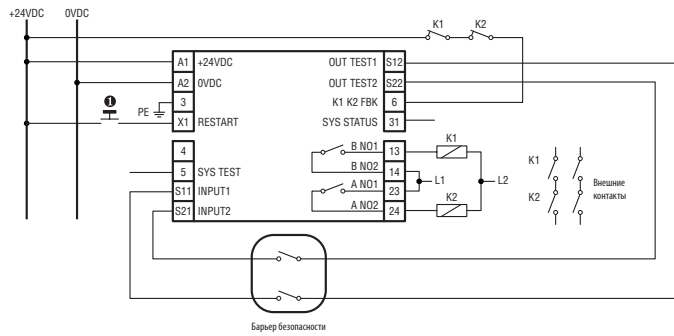 +24VDC 0VDC
K1 K2
A1 +24VDC OUT TEST1 S12
A2 0VDC OUT TEST2 S22
3 K1 K2 FBK 6
1
PE
X1 RESTART SYS STATUS 31
4 B NO1 13 K1
5 SYS TEST B NO2 14
L1 L2
S11 INPUT1 A NO1 23
S21 INPUT2 A NO2 24 K2
K1
K2
Внешние
контакты
Барьер безопасности